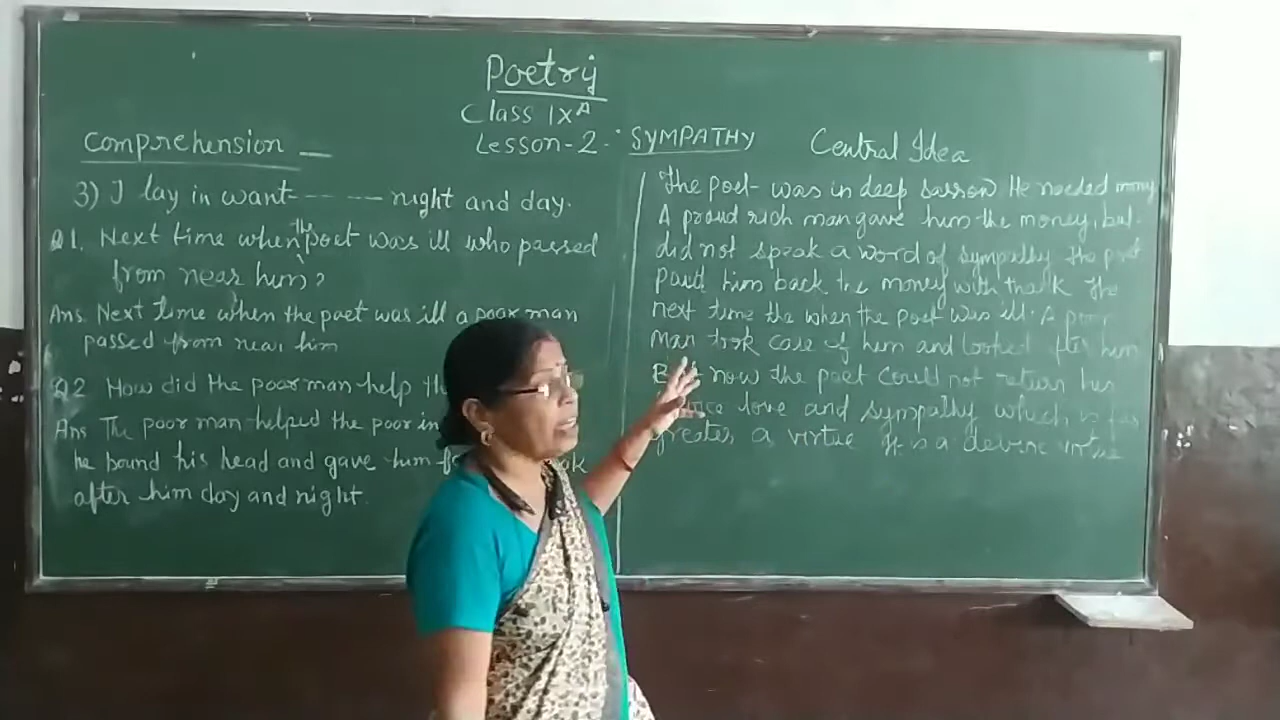 Poetry
Class IX A
Lesson-2. SYMPATHY
Comprehension
3) I lay in want- - - - - night and day.
Q1. Next time when the poet was ill who passed
from near him?
Ans. Next time when the poet was ill a poor man
passed from near him
Q2 How did the poor man help
Ans The poor man helped the poor in
he bound his head and gave him
after him day and night.
Central Idea
The poet was in deep sarrow He needed money
A proud rich man gave him the money, but
did not speak a word of sympathy the poet
paid him back the money with thank The
next time the when the poet was ill. A poor
man took care of him and looked after him
But now the poet could not return his
love and sympathy which is far
greater a virtue It is a devine virtue